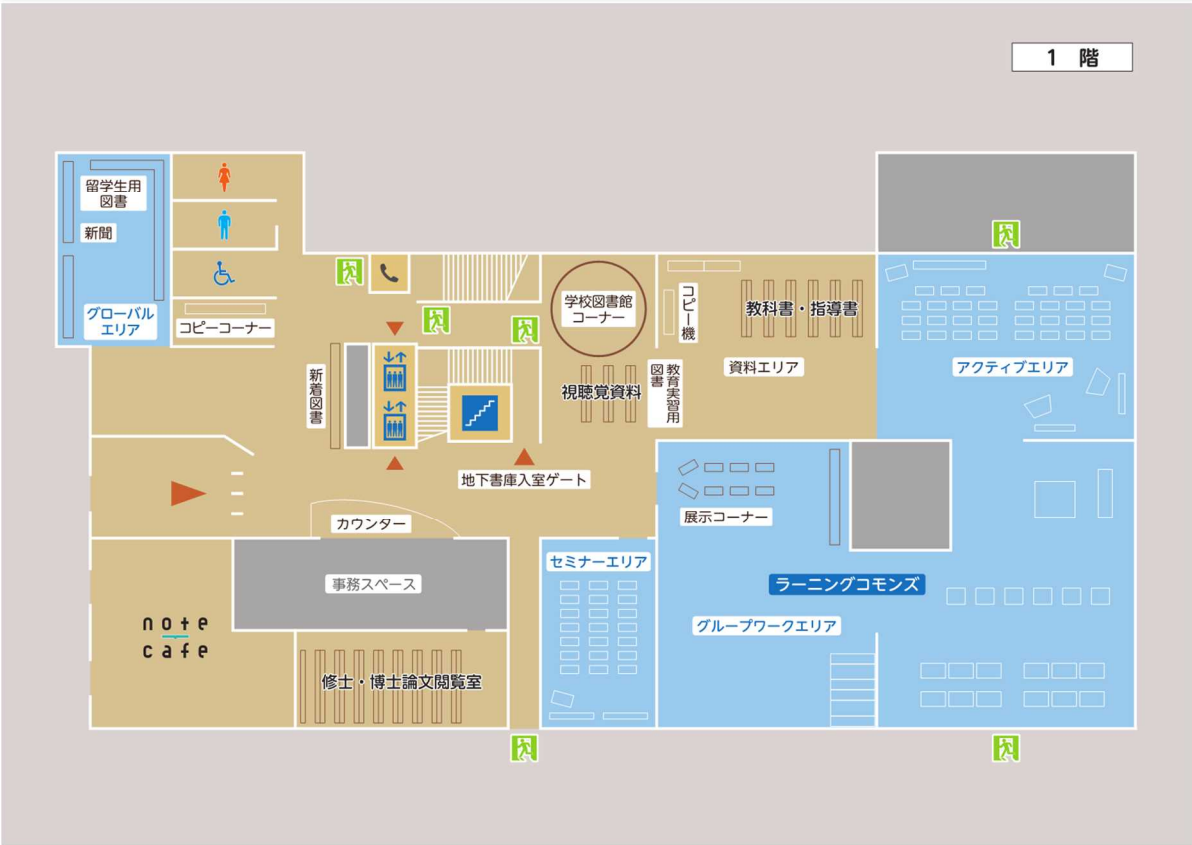 1 階
留学生用
図書
新聞
グローバル
エリア
コピーコーナー
新着図書
学校図書館
コーナー
コピー機
教科書・指導書
視聴覚資料
教育実習用
図書
資料エリア
アクティブエリア
地下書庫入室ゲート
カウンター
展示コーナー
事務スペース
セミナーエリア
ラーニングコモンズ
グループワークエリア
note
cafe
修士・博士論文閲覧室